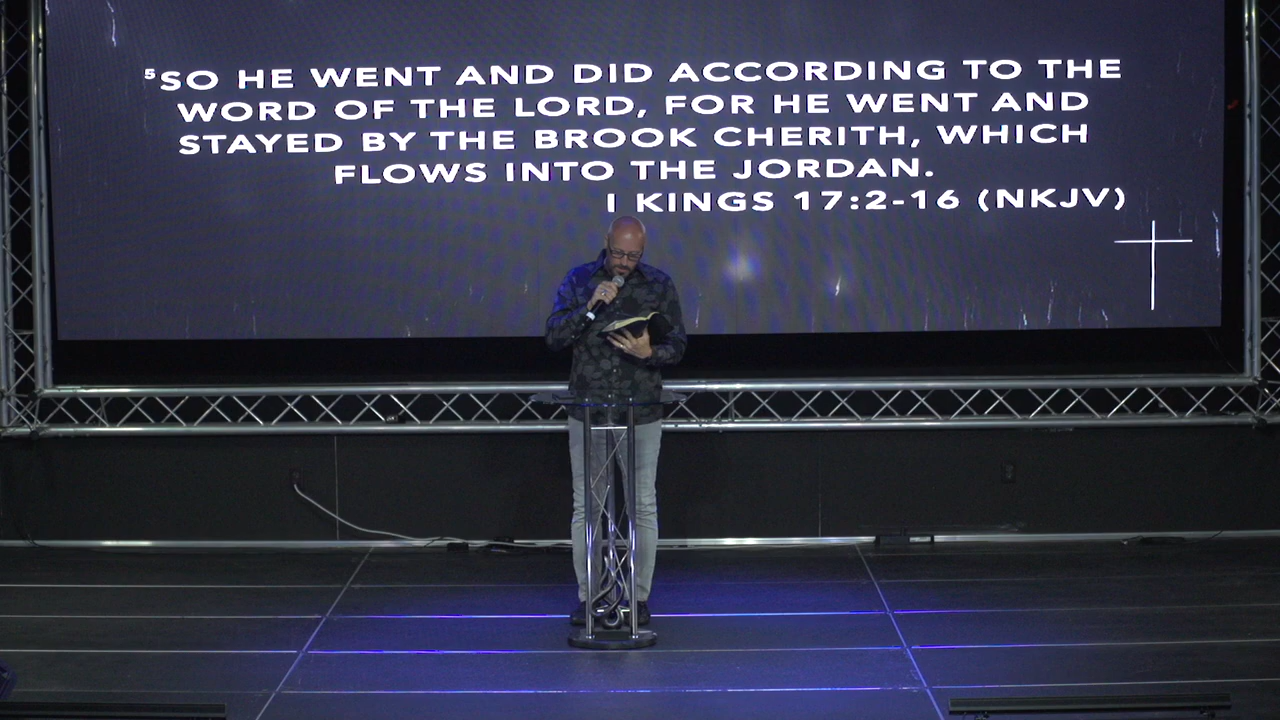 ⁵SO HE WENT AND DID ACCORDING TO THE
WORD OF THE LORD, FOR HE WENT AND
STAYED BY THE BROOK CHERITH, WHICH
FLOWS INTO THE JORDAN.
I KINGS 17:2-16 (NKJV)